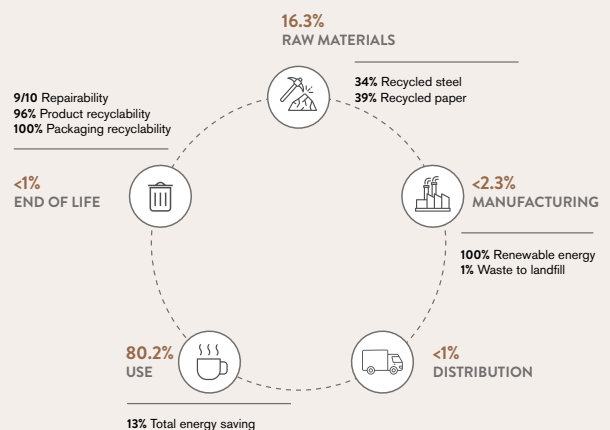 16.3%
RAW MATERIALS
34% Recycled steel
39% Recycled paper
9/10 Repairability
96% Product recyclability
100% Packaging recyclability
<1%
END OF LIFE
<2.3%
MANUFACTURING
100% Renewable energy
1% Waste to landfill
80.2%
USE
13% Total energy saving
<1%
DISTRIBUTION